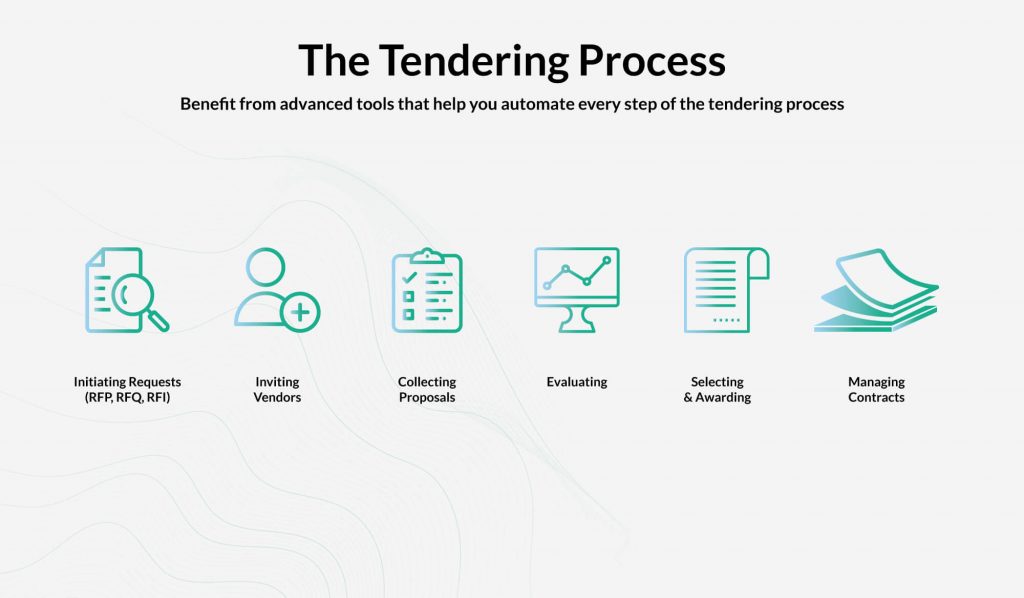 The Tendering Process
Benefit from advanced tools that help you automate every step of the tendering process
Initiating Requests
(RFP, RFQ, RFI)
Inviting
Vendors
Collecting
Proposals
Evaluating
Selecting
& Awarding
Managing
Contracts